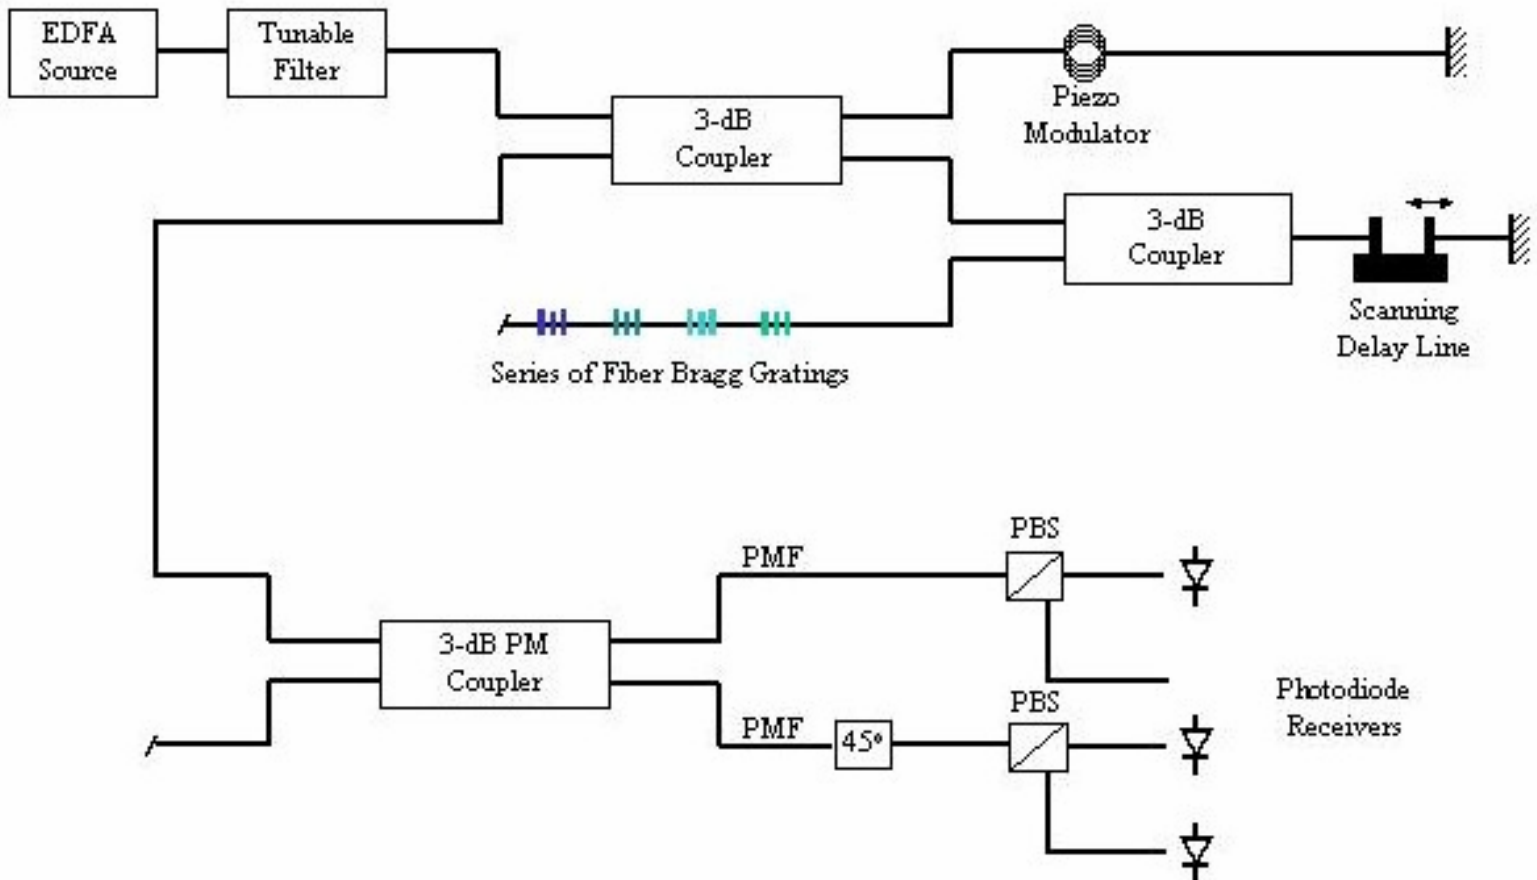 EDFA
Source
Tunable
Filter
3-dB
Coupler
Piezo
Modulator
3-dB
Coupler
Scanning
Delay Line
Series of Fiber Bragg Gratings
3-dB PM
Coupler
PMF
PBS
PMF
45°
PBS
Photodiode
Receivers